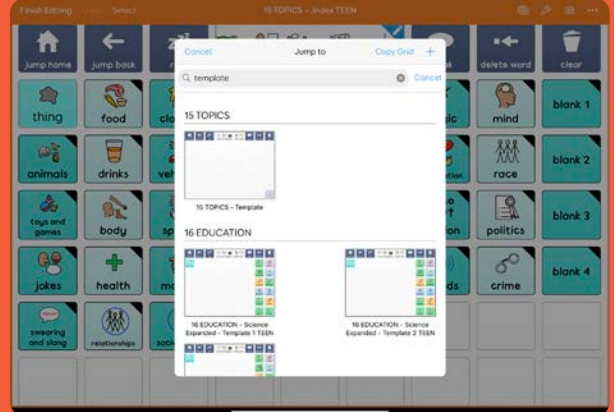 Finish Editing Select 15 TOPICS - Index TEEN
jump home jump back delete word clear
Cancel Jump to Copy Grid +
template Cancel
15 TOPICS
15 TOPICS - Template
16 EDUCATION
16 EDUCATION - Science
Expanded - Template 1 TEEN
16 EDUCATION - Science
Expanded - Template 2 TEEN
thing food mind blank 1
animals drinks race blank 2
toys and
games body politics blank 3
jokes health crime blank 4
swearing
and slang relationships